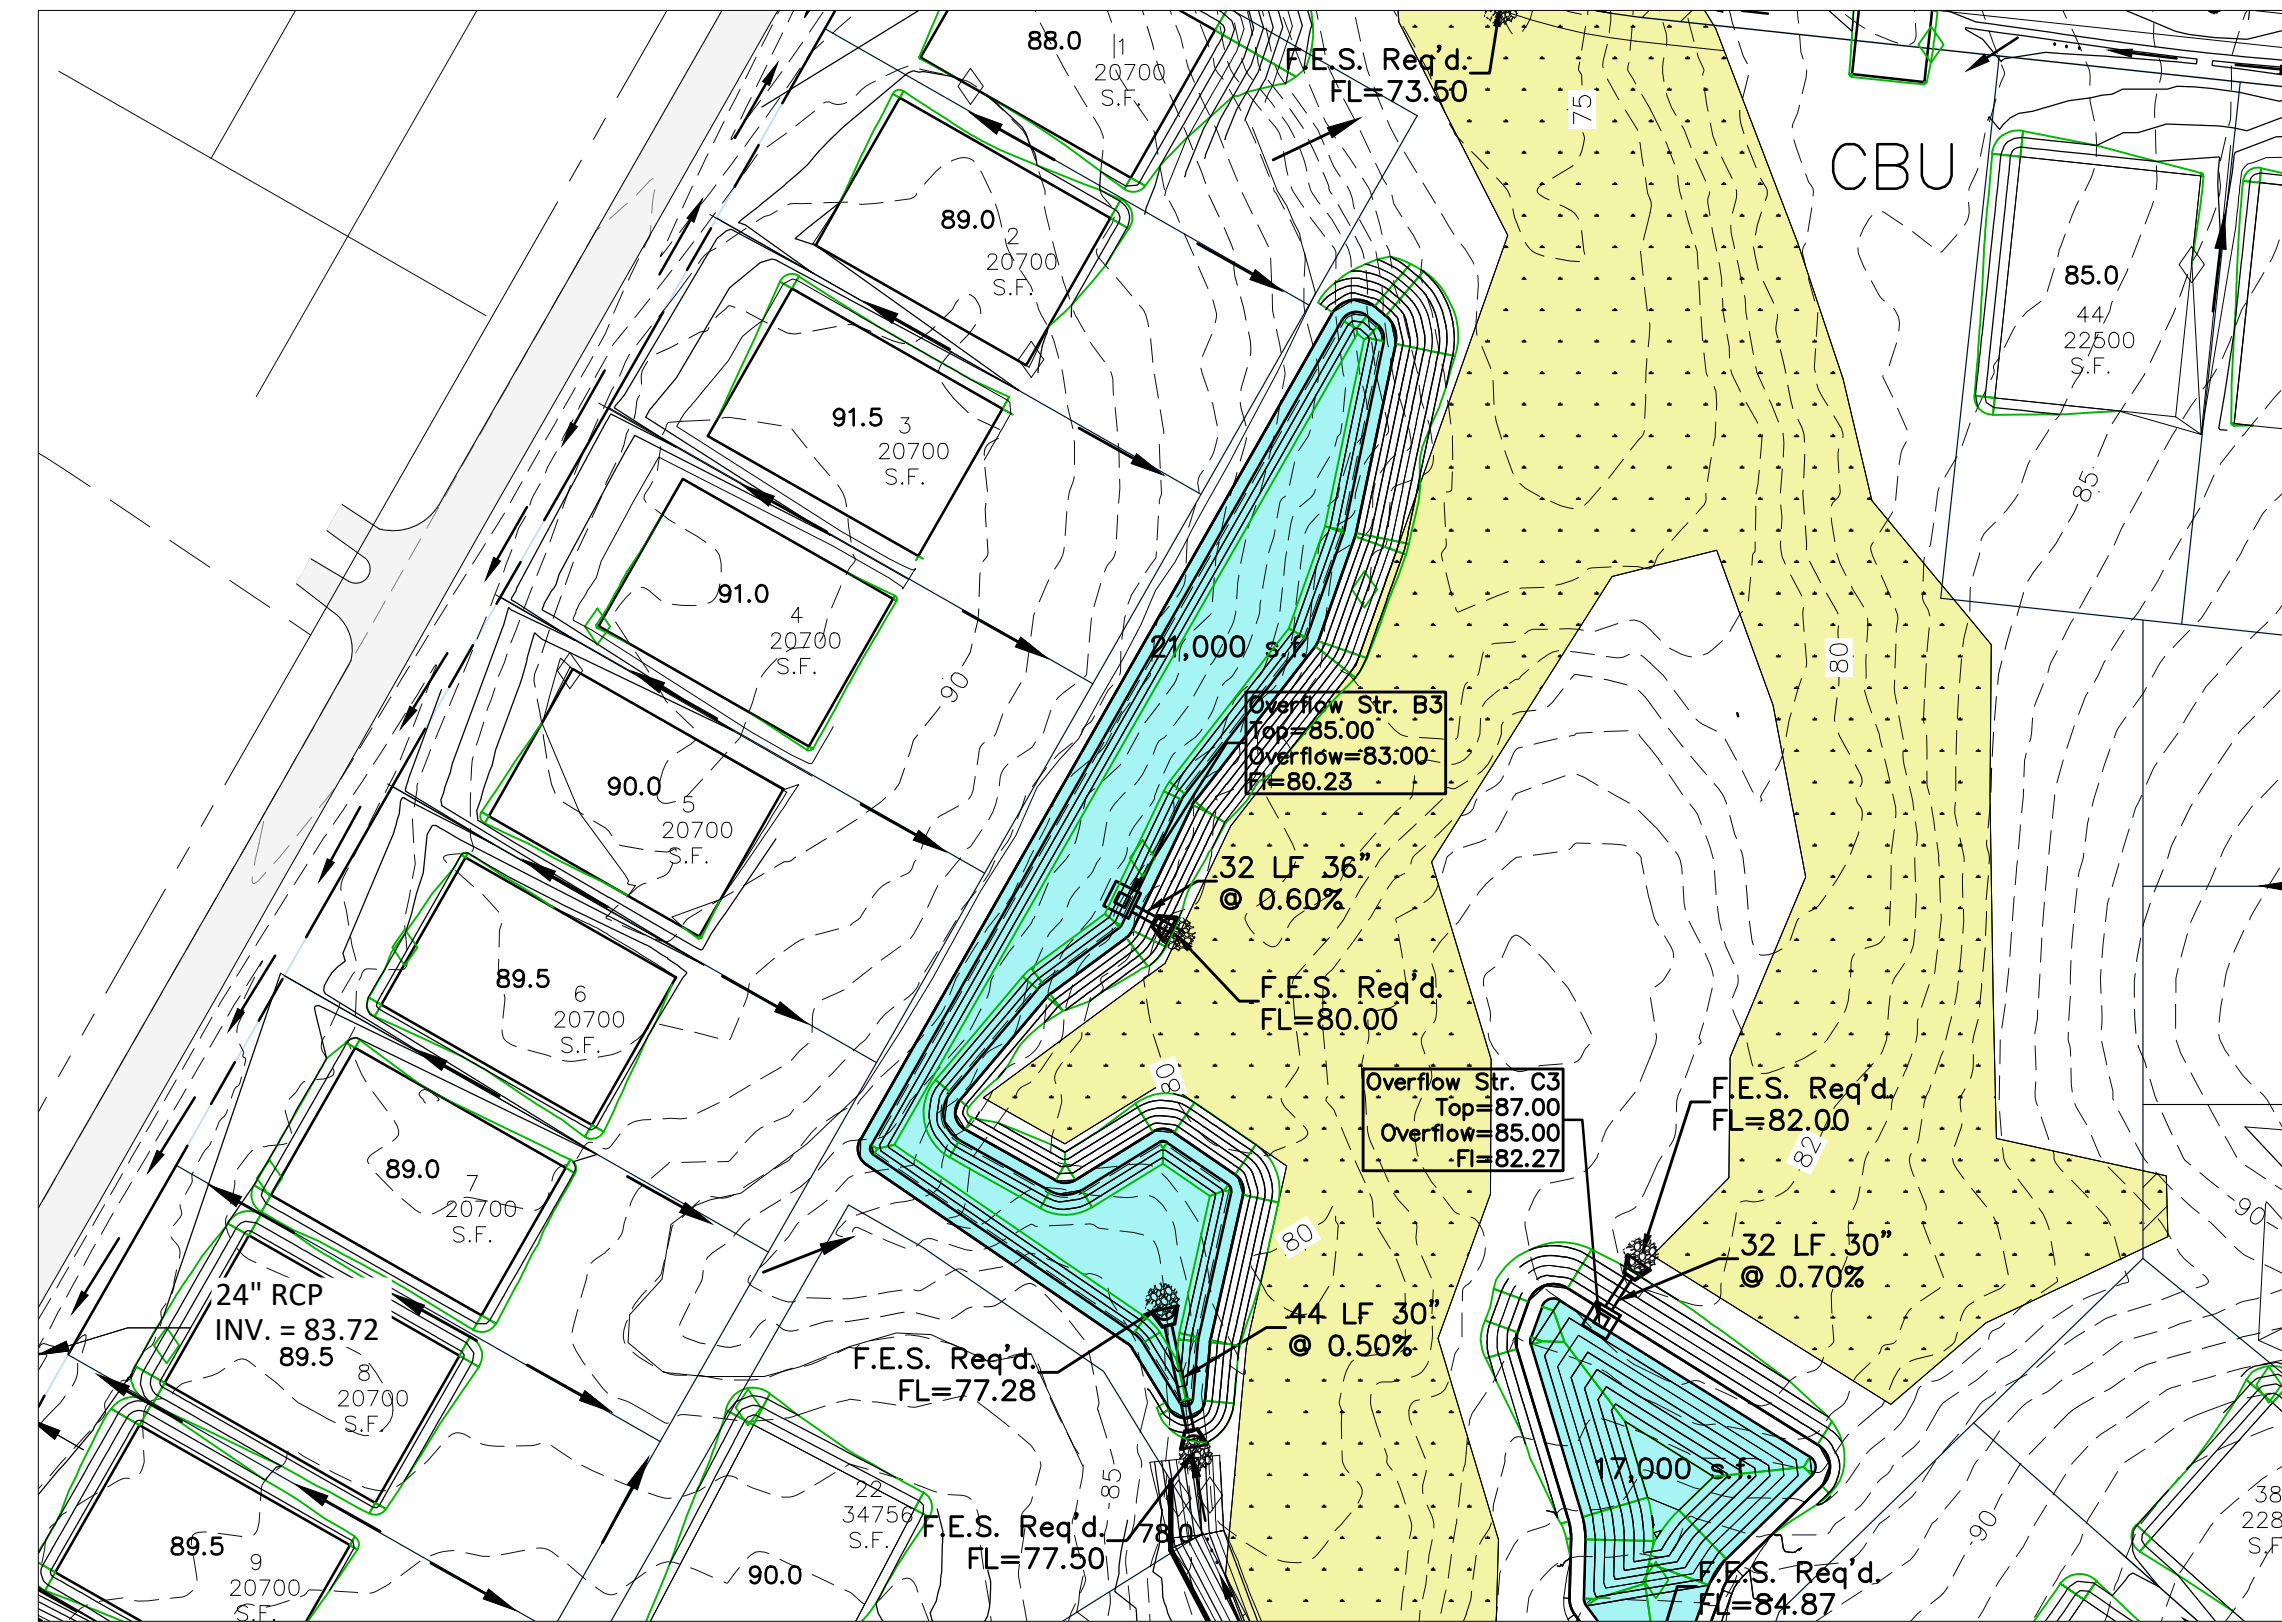 88.0
1
20700
S.F.
F.E.S. Req'd.
FL=73.50
75
CBU
89.0
2
20700
S.F.
85.0
44
22500
S.F.
91.5
3
20700
S.F.
85
91.0
4
20700
S.F.
90
21,000 s.f.
80
Overflow Str. B3
Top=85.00
Overflow=83.00
Fl=80.23
90.0
5
20700
S.F.
32 LF 36"
@ 0.60%
89.5
6
20700
S.F.
F.E.S. Req'd.
FL=80.00
80
Overflow Str. C3
Top=87.00
Overflow=85.00
Fl=82.27
F.E.S. Req'd.
FL=82.00
82
89.0
7
20700
S.F.
90
80
32 LF 30"
@ 0.70%
24" RCP
INV. = 83.72
89.5
8
20700
S.F.
44 LF 30"
@ 0.50%
F.E.S. Req'd.
FL=77.28
17,000 s.f.
85
22
34756
S.F.
90.0
F.E.S. Req'd.
FL=77.50
78.0
90
38
228
S.F
89.5
9
20700
S.F.
F.E.S. Req'd.
FL=84.87